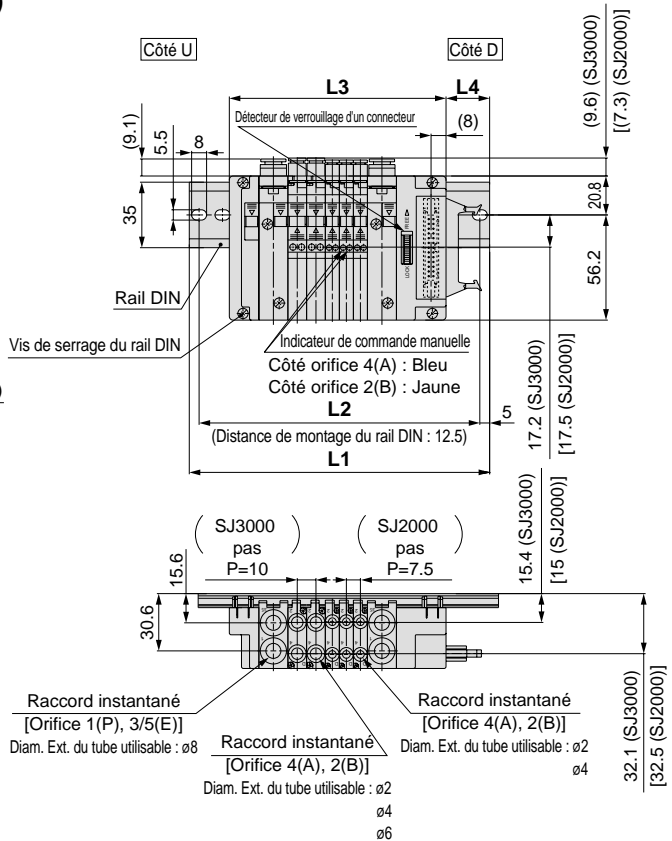 Côté U
Côté D
L3
L4
Détecteur de verrouillage d'un connecteur
(8)
(9.1)
5.5
8
35
(9.6) (SJ3000)
[(7.3) (SJ2000)]
20.8
56.2
FREE
LOCK
Rail DIN
Vis de serrage du rail DIN
Indicateur de commande manuelle
Côté orifice 4(A) : Bleu
Côté orifice 2(B) : Jaune
L2
5
(Distance de montage du rail DIN : 12.5)
L1
17.2 (SJ3000)
[17.5 (SJ2000)]
SJ3000
pas
P=10
SJ2000
pas
P=7.5
15.4 (SJ3000)
[15 (SJ2000)]
15.6
30.6
32.1 (SJ3000)
[32.5 (SJ2000)]
Raccord instantané
[Orifice 1(P), 3/5(E)]
Diam. Ext. du tube utilisable : ø8
Raccord instantané
[Orifice 4(A), 2(B)]
Diam. Ext. du tube utilisable : ø2
ø4
ø6
Raccord instantané
[Orifice 4(A), 2(B)]
Diam. Ext. du tube utilisable : ø2
ø4